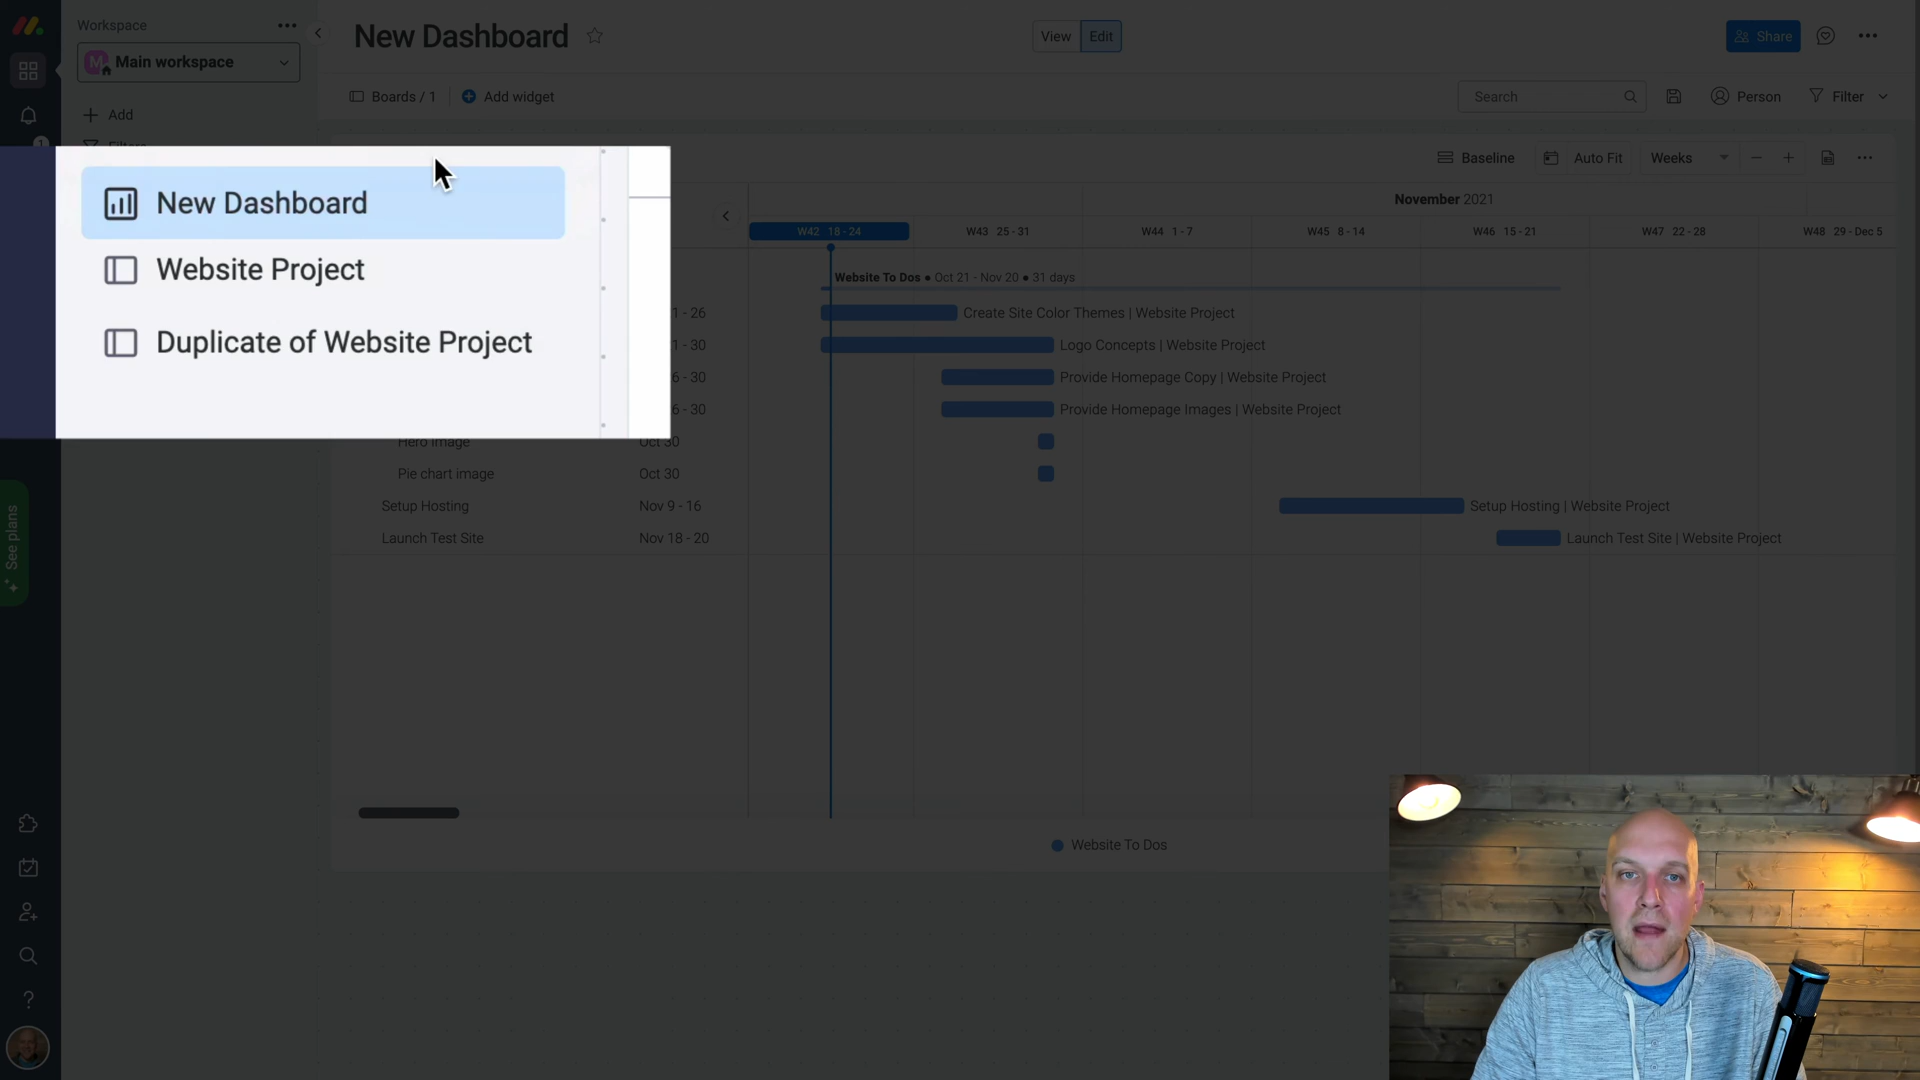 Workspace
M Main workspace
Add
Filters
New Dashboard
View
Edit
Share
Boards / 1
Add widget
Search
Person
Filter
1
New Dashboard
Website Project
Duplicate of Website Project
Baseline
Auto Fit
Weeks
November 2021
W42 18 - 24
W43 25 - 31
W44 1 - 7
W45 8 - 14
W46 15 - 21
W47 22 - 28
W48 29 - Dec 5
Website To Dos • Oct 21 - Nov 20 • 31 days
1 - 26
Create Site Color Themes | Website Project
1 - 30
Logo Concepts | Website Project
6 - 30
Provide Homepage Copy | Website Project
6 - 30
Provide Homepage Images | Website Project
Hero Image
Oct 30
Pie chart image
Oct 30
Setup Hosting
Nov 9 - 16
Setup Hosting | Website Project
Launch Test Site
Nov 18 - 20
Launch Test Site | Website Project
See plans
Website To Dos